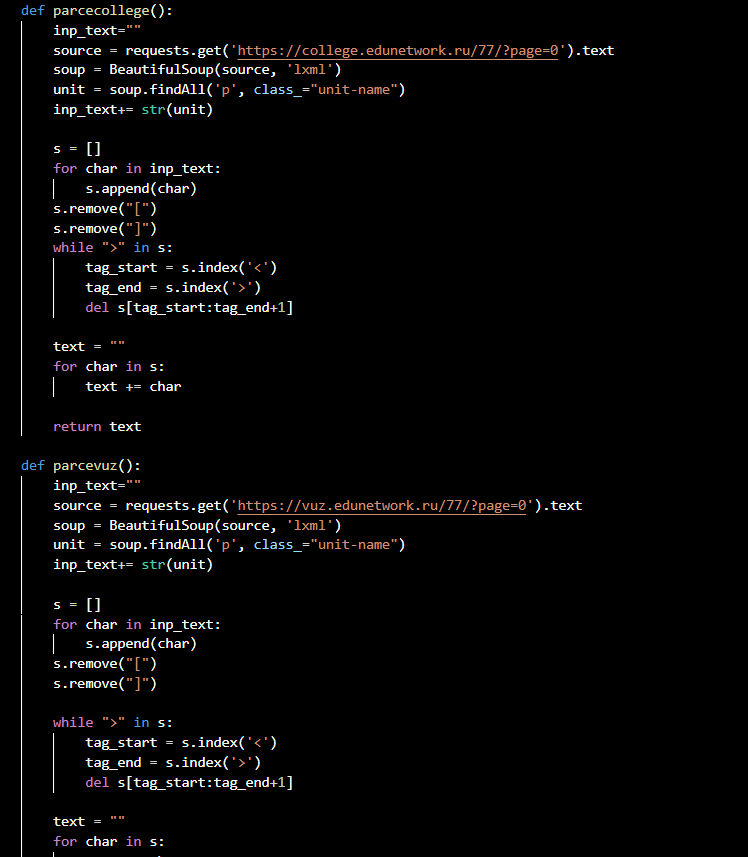 def parcecollege():
inp_text=""
source = requests.get('https://college.edunetwork.ru/77/?page=0').text
soup = BeautifulSoup(source, 'lxml')
unit = soup.findAll('p', class_="unit-name")
inp_text+= str(unit)
s = []
for char in inp_text:
s.append(char)
s.remove("[")
s.remove("]")
while ">" in s:
tag_start = s.index('<')
tag_end = s.index('>')
del s[tag_start:tag_end+1]
text = ""
for char in s:
text += char
return text
def parcevuz():
inp_text=""
source = requests.get('https://vuz.edunetwork.ru/77/?page=0').text
soup = BeautifulSoup(source, 'lxml')
unit = soup.findAll('p', class_="unit-name")
inp_text+= str(unit)
s = []
for char in inp_text:
s.append(char)
s.remove("[")
s.remove("]")
while ">" in s:
tag_start = s.index('<')
tag_end = s.index('>')
del s[tag_start:tag_end+1]
text = ""
for char in s: